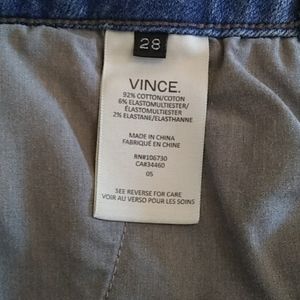 28
VINCE.
92% COTTON/COTON
6% ELASTOMULTIESTER/
ÉLASTOMULTIESTER
2% ELASTANE/ELASTHANNE
MADE IN CHINA
FABRIQUÉ EN CHINE
RN#106730
CA#34460
05
SEE REVERSE FOR CARE
VOIR AU VERSO POUR LES SOINS